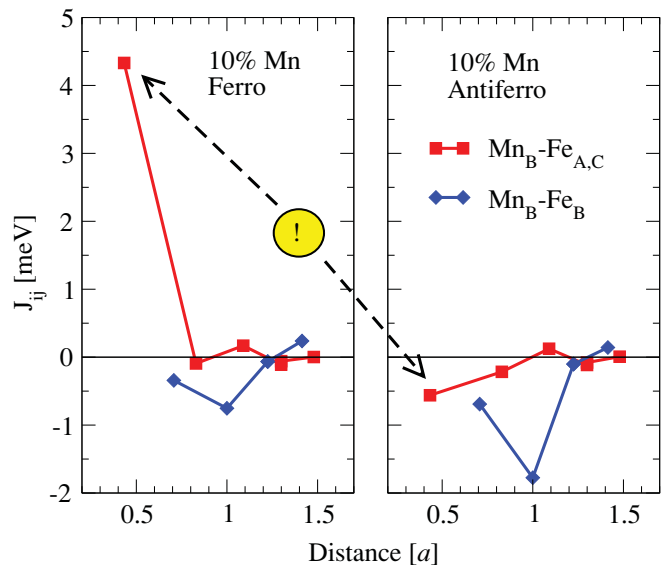 5
4
3
2
1
0
-1
-2
J_ij [meV]
10% Mn
Ferro
!
10% Mn
Antiferro
Mn_B-Fe_A,C
Mn_B-Fe_B
0.5
1
1.5
0.5
1
1.5
Distance [a]